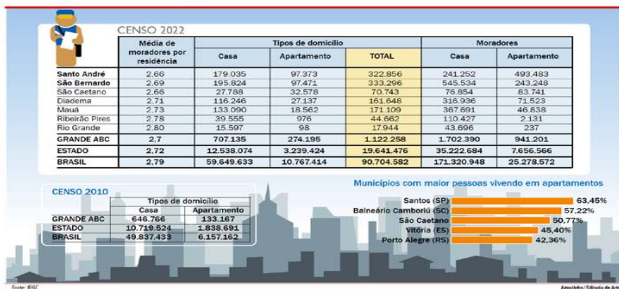 CENSO 2022
Média de moradores por residência Tipos de domicílio Moradores
Casa Apartamento TOTAL Casa Apartamento
Santo André 2,66 179.035 97.373 322.856 241.252 493.483
São Bernardo 2,69 195.824 97.471 333.296 545.534 243.248
São Caetano 2,66 27.788 32.578 70.743 76.854 83.741
Diadema 2,71 116.246 27.137 161.648 316.936 71.523
Mauá 2,73 133.090 18.562 171.109 367.691 46.838
Ribeirão Pires 2,78 39.555 976 44.662 110.427 2.131
Rio Grande 2,80 15.597 98 17.944 43.696 237
GRANDE ABC 2,7 707.135 274.195 1.122.258 1.702.390 941.201
ESTADO 2,72 12.538.074 3.239.424 19.641.476 35.222.684 7.656.566
BRASIL 2,79 59.649.633 10.767.414 90.704.582 171.320.948 25.278.572
CENSO 2010
Tipos de domicílio
Casa Apartamento
GRANDE ABC 646.766 133.167
ESTADO 10.719.524 1.838.691
BRASIL 49.837.433 6.157.162
Municípios com maior pessoas vivendo em apartamentos
Santos (SP) 63,45%
Balneário Camboriú (SC) 57,22%
São Caetano 50,77%
Vitória (ES) 45,40%
Porto Alegre (RS) 42,36%
Fonte: IBGE
Agostinho / Editoria de Arte